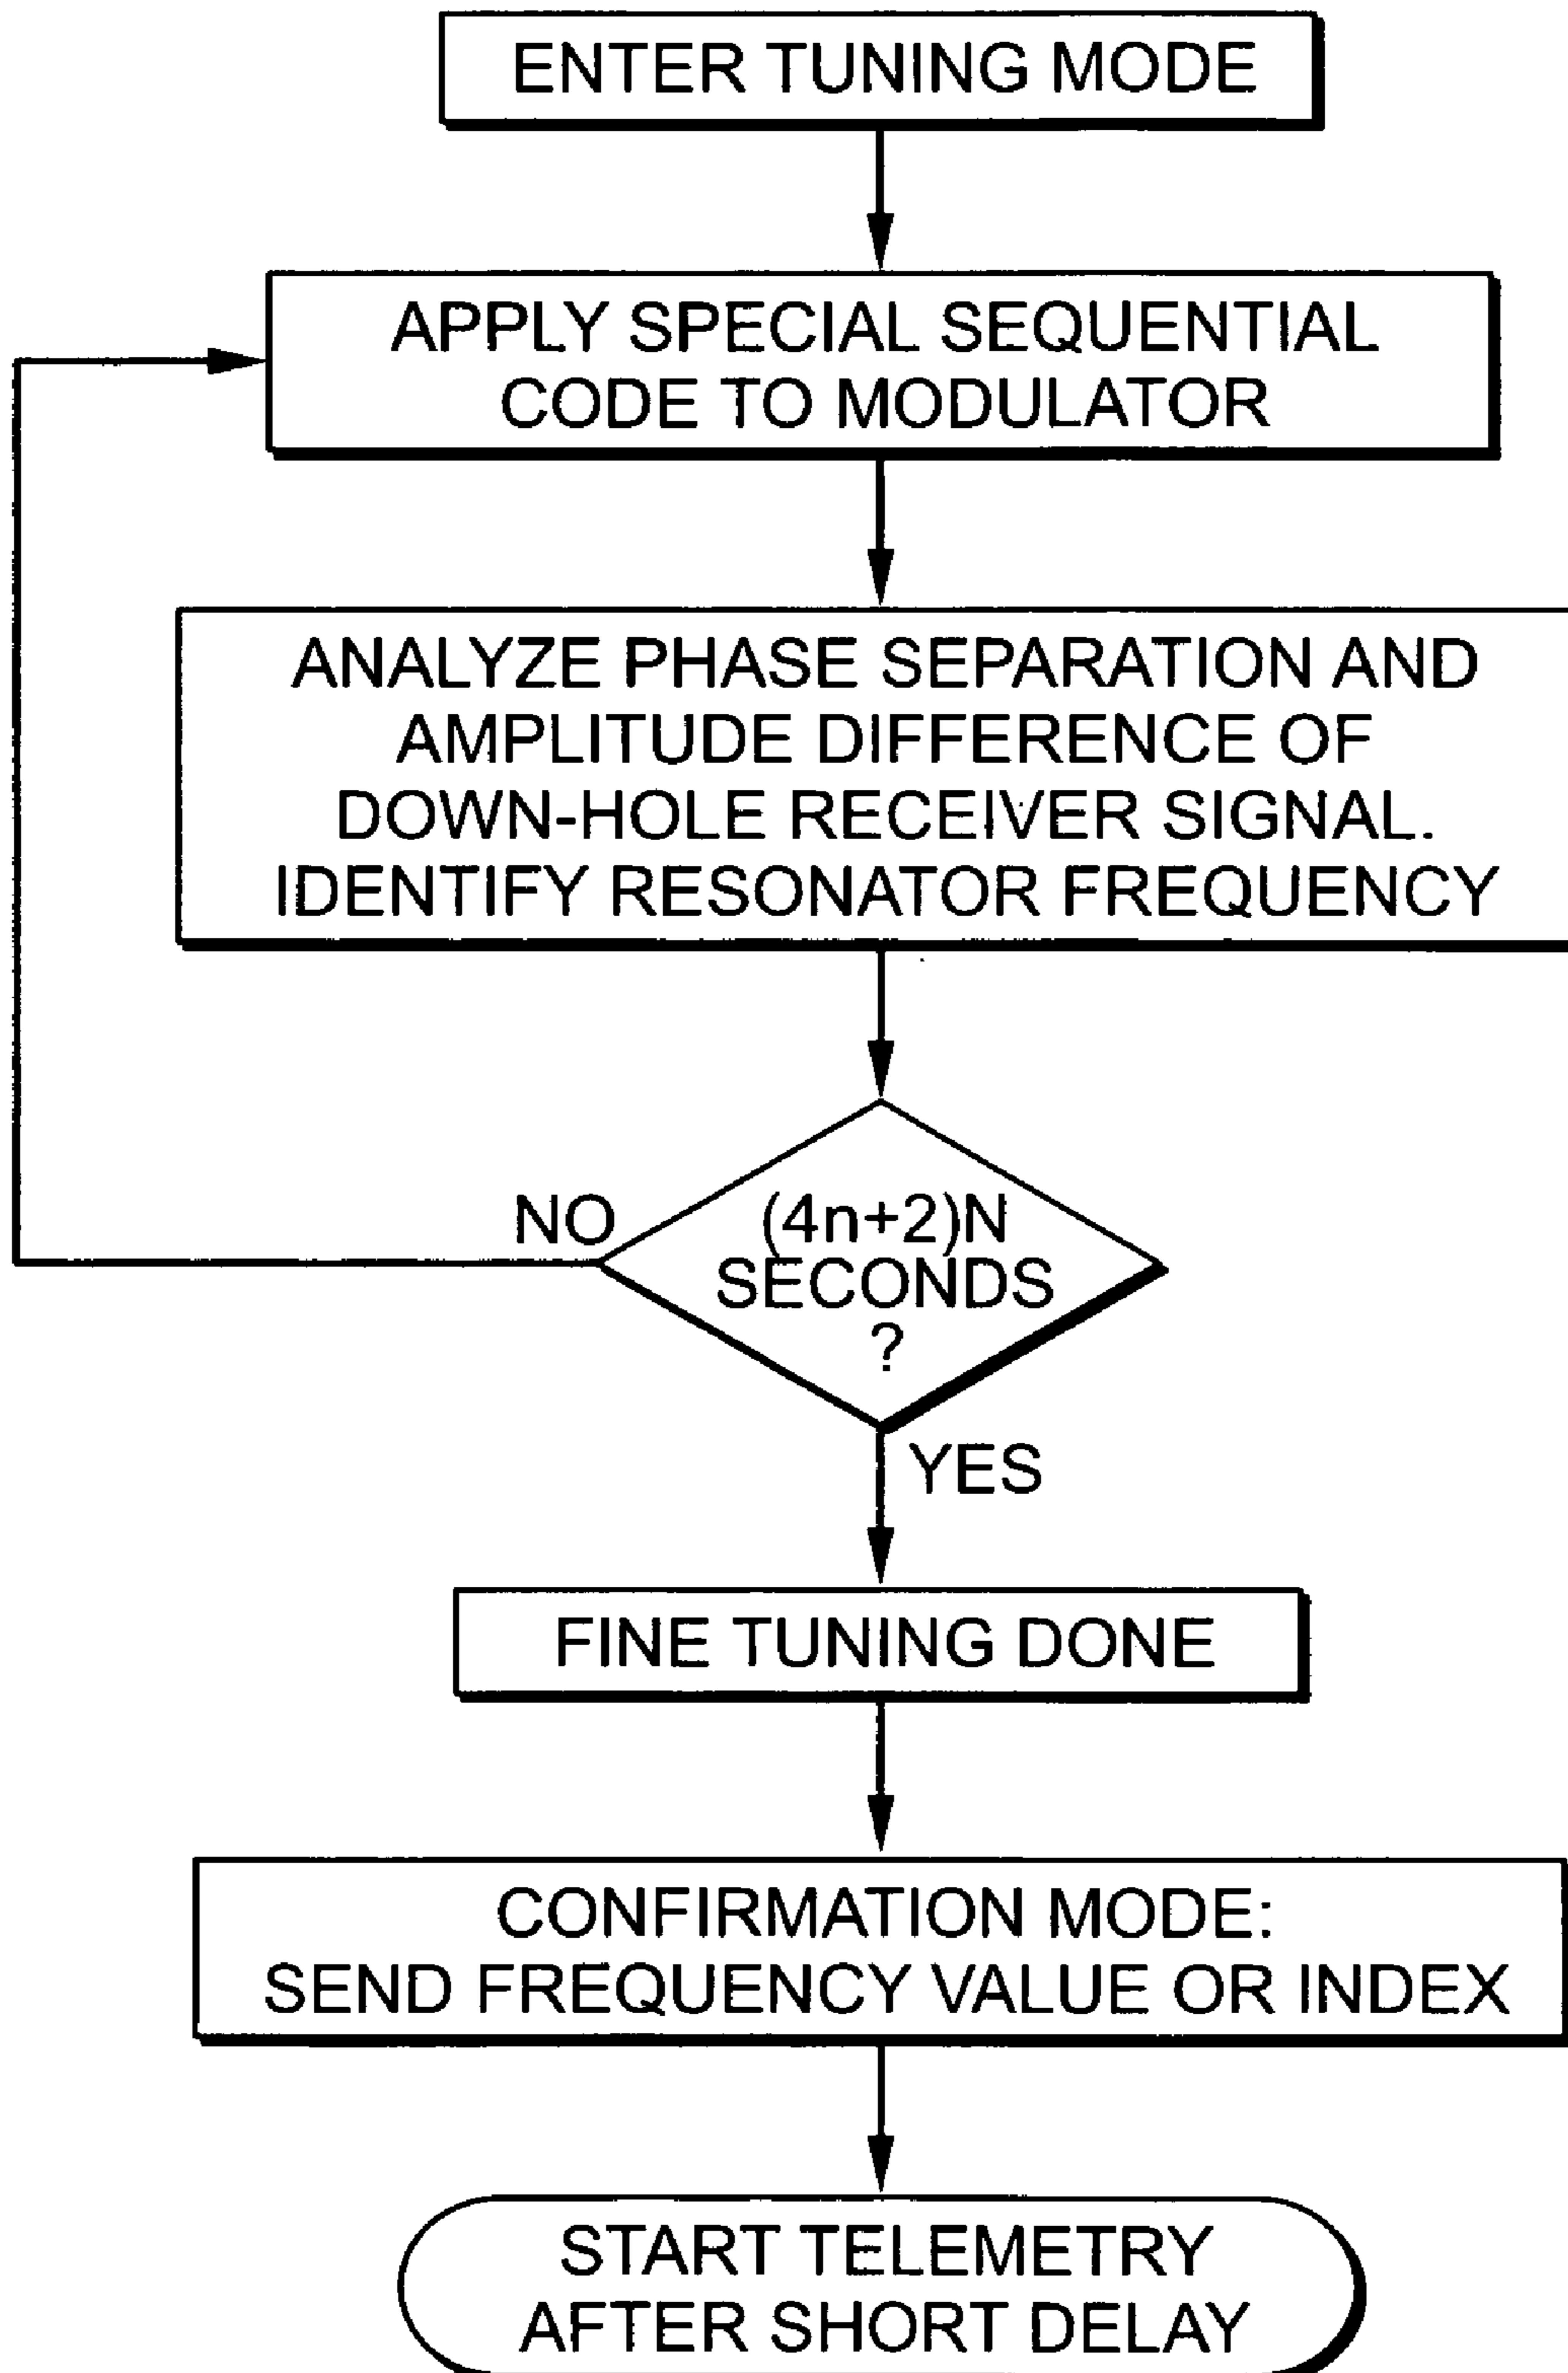 ENTER TUNING MODE
APPLY SPECIAL SEQUENTIAL
CODE TO MODULATOR
ANALYZE PHASE SEPARATION AND
AMPLITUDE DIFFERENCE OF
DOWN-HOLE RECEIVER SIGNAL.
IDENTIFY RESONATOR FREQUENCY
NO
(4n+2)N
SECONDS
?
YES
FINE TUNING DONE
CONFIRMATION MODE:
SEND FREQUENCY VALUE OR INDEX
START TELEMETRY
AFTER SHORT DELAY